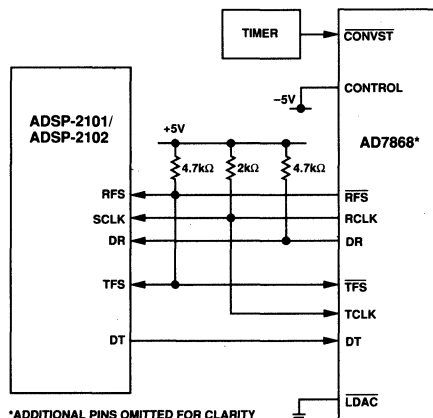 TIMER
CONVST
CONTROL
-5V
ADSP-2101/
ADSP-2102
+5V
AD7868*
4.7kΩ
2kΩ
4.7kΩ
RFS
RFS
SCLK
RCLK
DR
DR
TFS
TFS
TCLK
DT
DT
LDAC
*ADDITIONAL PINS OMITTED FOR CLARITY